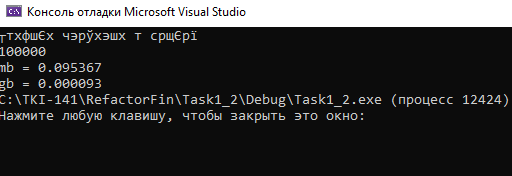 Консоль отладки Microsoft Visual Studio
┬тхфшЄх чэрўхэшх т срщЄрї
100000
mb = 0.095367
gb = 0.000093
C:\TKI-141\RefactorFin\Task1_2\Debug\Task1_2.exe (процесс 12424)
Нажмите любую клавишу, чтобы закрыть это окно: